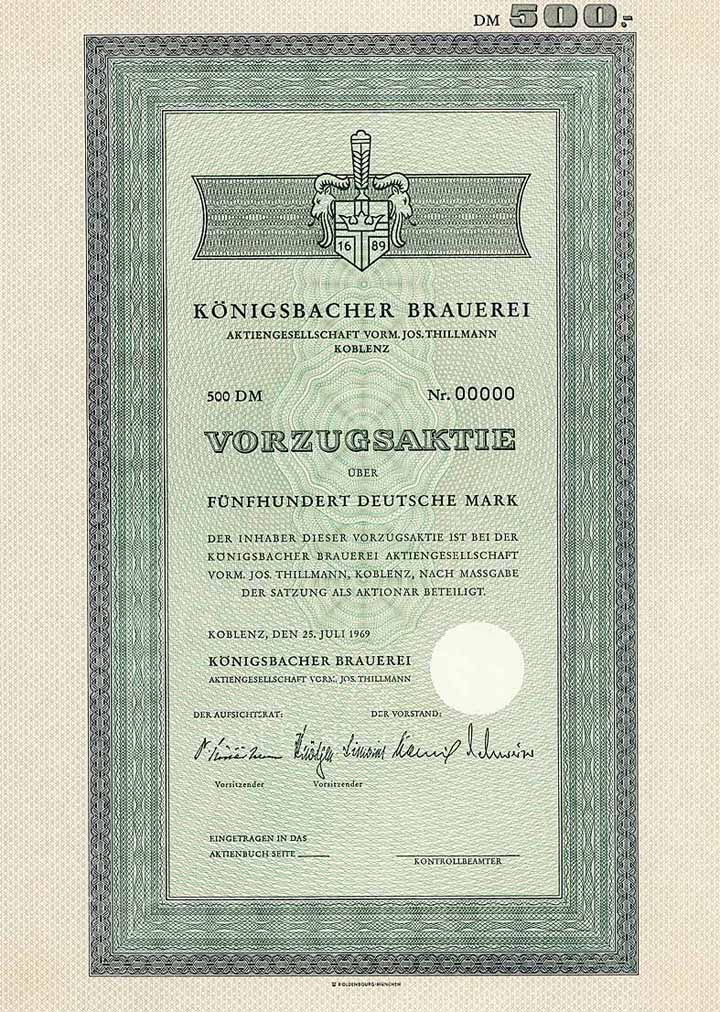 DM 500.-
16 89
KÖNIGSBACHER BRAUEREI
AKTIENGESELLSCHAFT VORM. JOS. THILLMANN
KOBLENZ
500 DM Nr. 00000
VORZUGSAKTIE
ÜBER
FÜNFHUNDERT DEUTSCHE MARK
DER INHABER DIESER VORZUGSAKTIE IST BEI DER
KÖNIGSBACHER BRAUEREI AKTIENGESELLSCHAFT
VORM. JOS. THILLMANN, KOBLENZ, NACH MASSGABE
DER SATZUNG ALS AKTIONÄR BETEILIGT.
KOBLENZ, DEN 25. JULI 1969
KÖNIGSBACHER BRAUEREI
AKTIENGESELLSCHAFT VORM. JOS. THILLMANN
DER AUFSICHTSRAT: DER VORSTAND:
Vorsitzender Vorsitzender
EINGETRAGEN IN DAS
AKTIENBUCH SEITE
KONTROLLBEAMTER
R. OLDENBOURG · MÜNCHEN